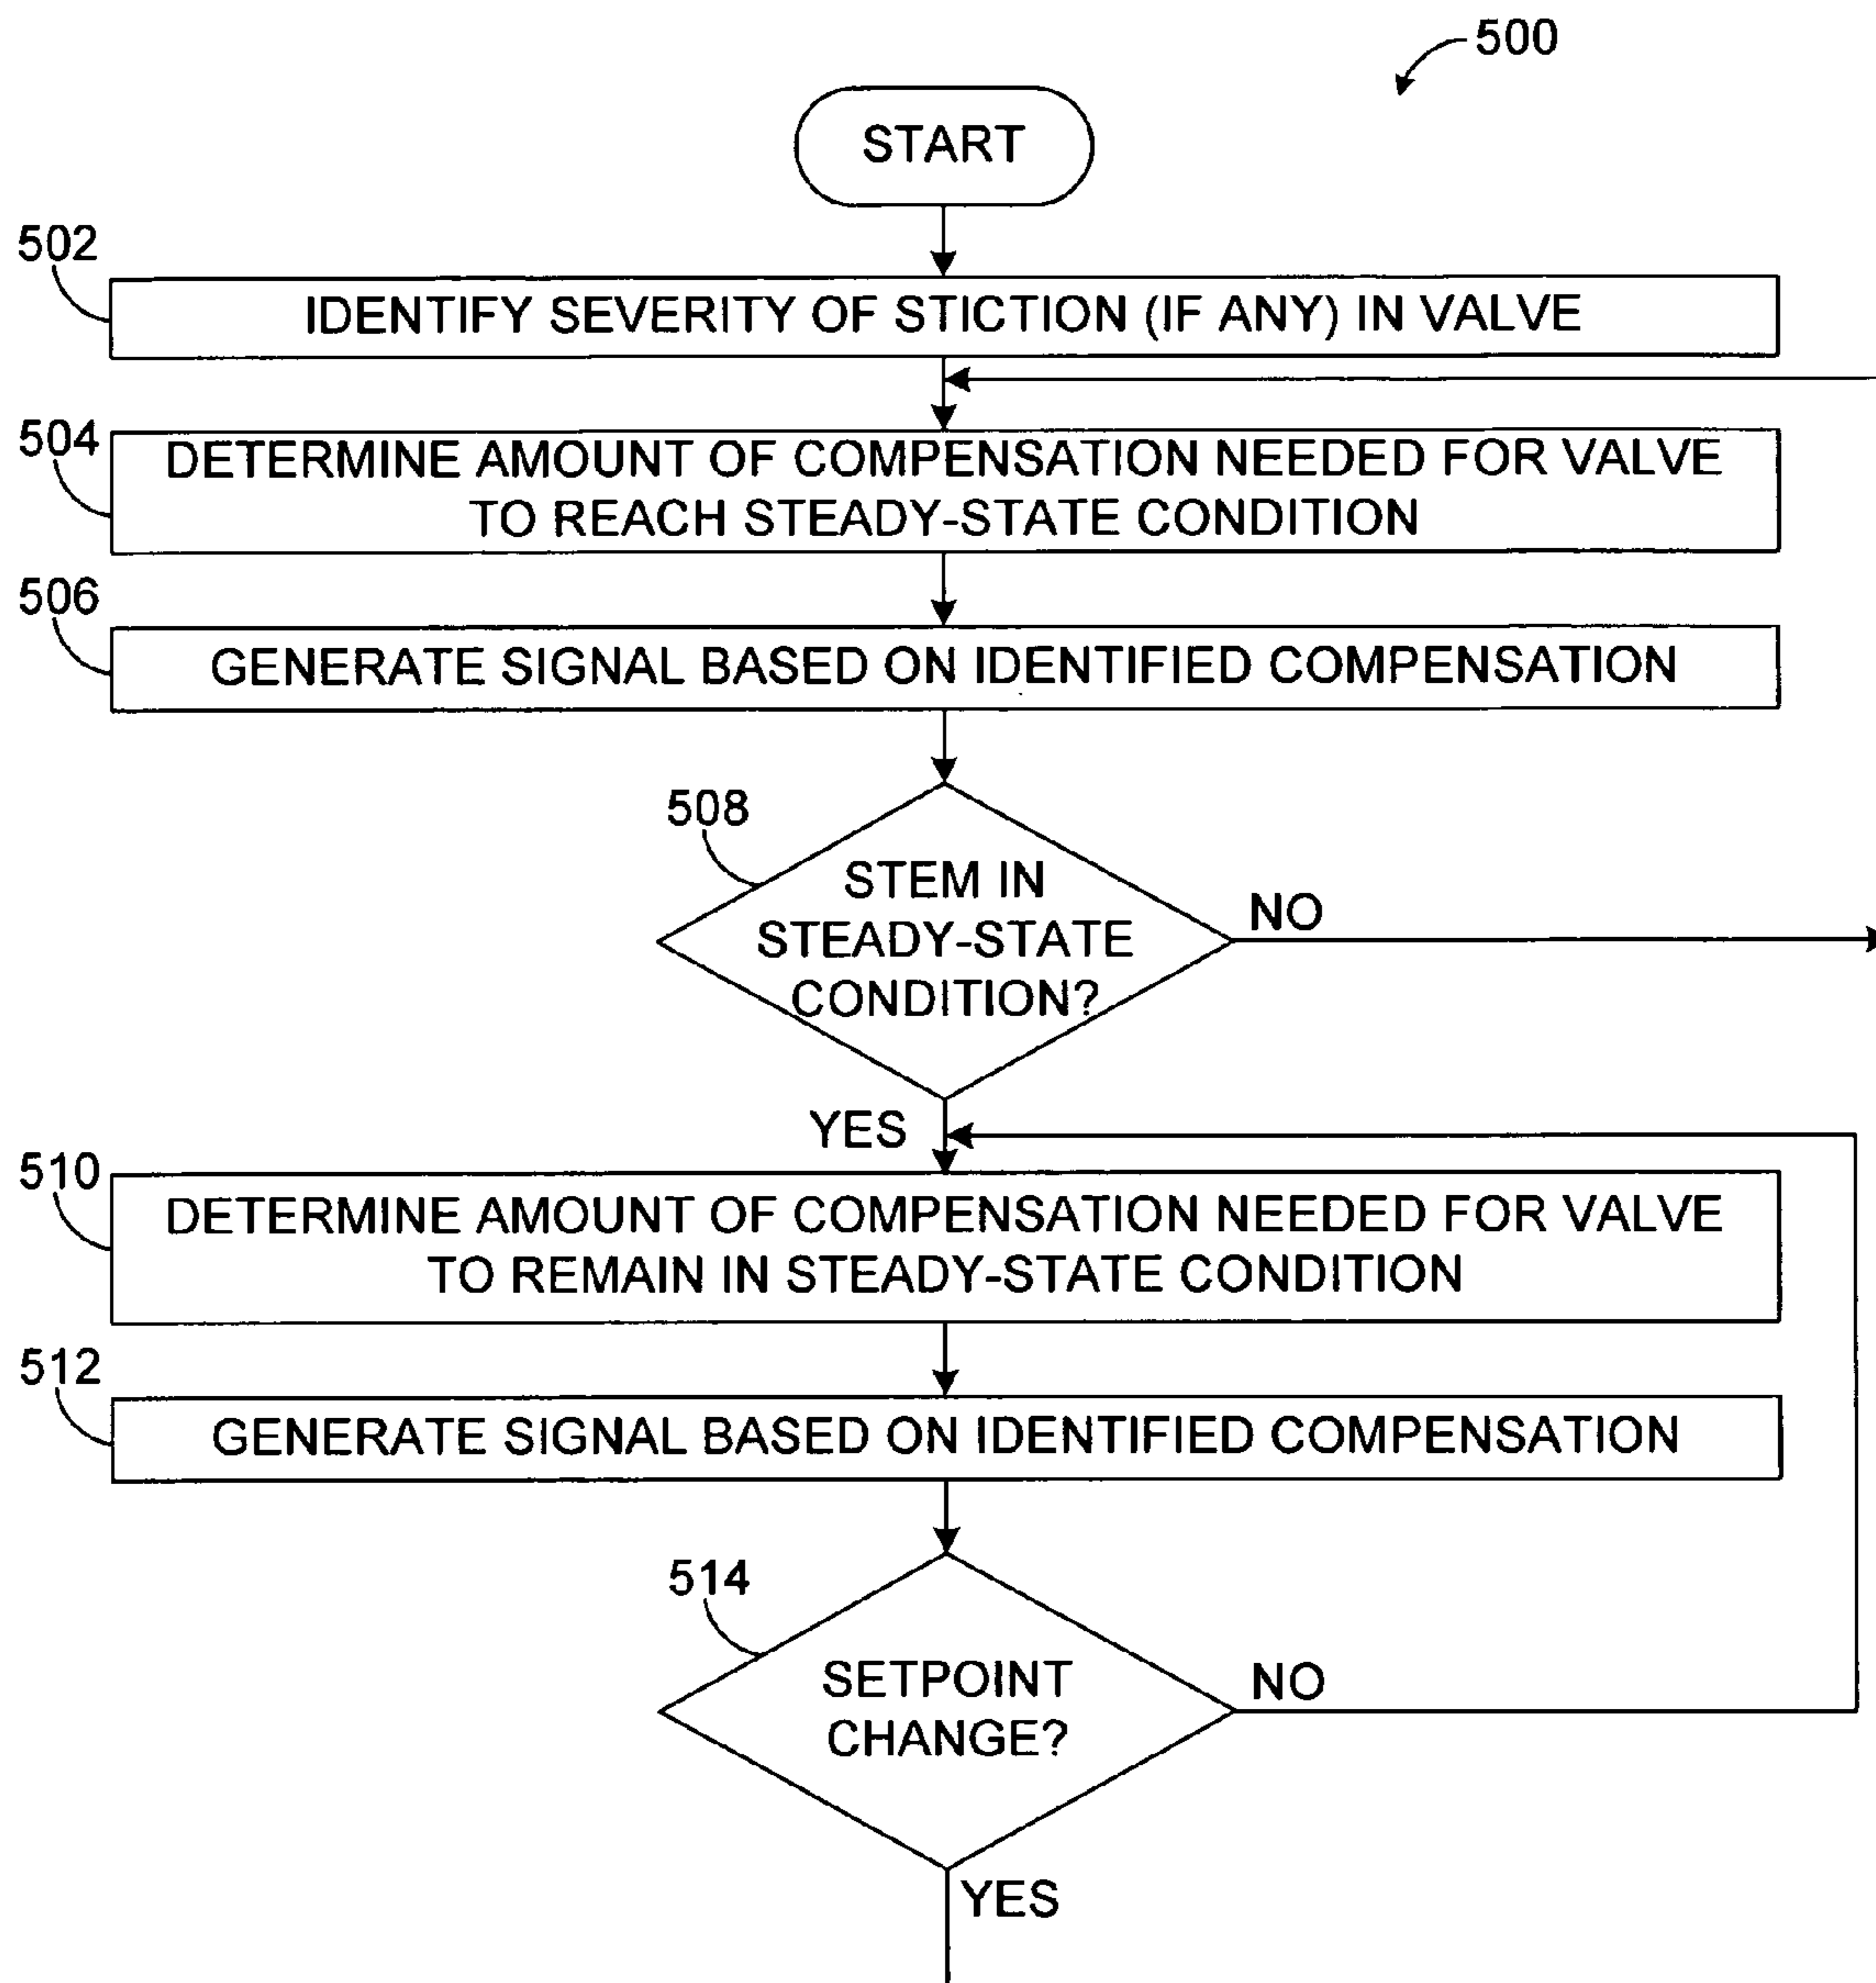 500
START
502
IDENTIFY SEVERITY OF STICTION (IF ANY) IN VALVE
504
DETERMINE AMOUNT OF COMPENSATION NEEDED FOR VALVE
TO REACH STEADY-STATE CONDITION
506
GENERATE SIGNAL BASED ON IDENTIFIED COMPENSATION
508
STEM IN
STEADY-STATE
CONDITION?
NO
YES
510
DETERMINE AMOUNT OF COMPENSATION NEEDED FOR VALVE
TO REMAIN IN STEADY-STATE CONDITION
512
GENERATE SIGNAL BASED ON IDENTIFIED COMPENSATION
514
SETPOINT
CHANGE?
NO
YES